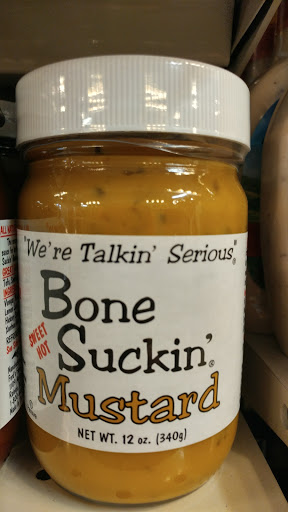 "We're Talkin' Serious"®
Bone
SWEET
HOT
Suckin'®
Mustard
NET WT. 12 oz. (340g)